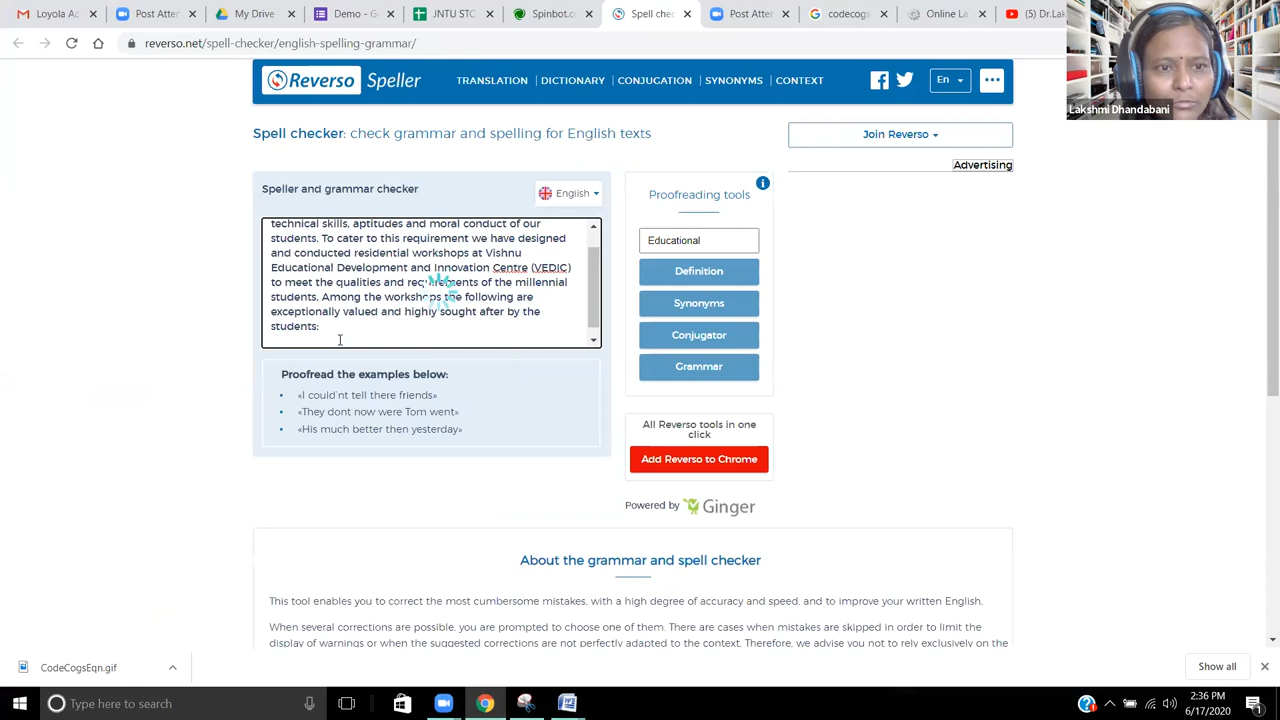 Loyola Ac
Post Atter
My Drive
Demo - G
JNTU STC
Spinbot.c
Spell chec
Post Atter
codecogs
Online La
(5) Dr.Lak
reverso.net/spell-checker/english-spelling-grammar/
Lakshmi Dhandabani
Reverso Speller
TRANSLATION | DICTIONARY | CONJUGATION | SYNONYMS | CONTEXT
En
Spell checker: check grammar and spelling for English texts
Join Reverso
Advertising
Speller and grammar checker
English
technical skills, aptitudes and moral conduct of our
students. To cater to this requirement we have designed
and conducted residential workshops at Vishnu
Educational Development and Innovation Centre (VEDIC)
to meet the qualities and of the millennial
students. Among the following are
exceptionally valued and highly sought after by the
students:
Proofread the examples below:
• «I could'nt tell there friends»
• «They dont now were Tom went»
• «His much better then yesterday»
Proofreading tools
Educational
Definition
Synonyms
Conjugator
Grammar
All Reverso tools in one
click
Add Reverso to Chrome
Powered by Ginger
About the grammar and spell checker
This tool enables you to correct the most cumbersome mistakes, with a high degree of accuracy and speed, and to improve your written English.
When several corrections are possible, you are prompted to choose one of them. There are cases when mistakes are skipped in order to limit the
display of warnings or when the suggested corrections are not perfectly adapted to the context. Therefore, we advise you not to rely exclusively on the
CodeCogsEqn.gif
Show all
Type here to search
2:36 PM
6/17/2020